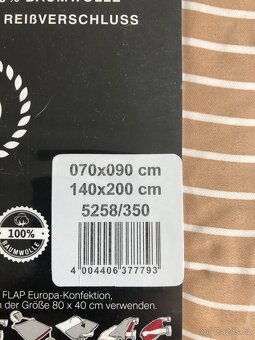 % BAUMWOLLE
REIßVERSCHLUSS
070x090 cm
140x200 cm
5258/350
4 004406 377793
100%
BAUMWOLLE
FLAP Europa-Konfektion,
n der Größe 80 x 40 cm verwenden.